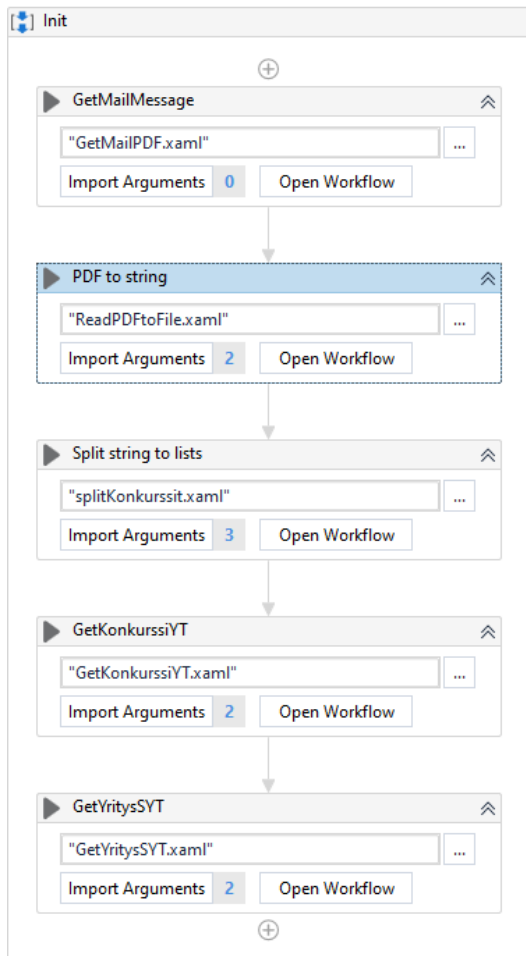 Init
GetMailMessage
"GetMailPDF.xaml" ...
Import Arguments 0 Open Workflow
PDF to string
"ReadPDFtoFile.xaml" ...
Import Arguments 2 Open Workflow
Split string to lists
"splitKonkurssit.xaml" ...
Import Arguments 3 Open Workflow
GetKonkurssiYT
"GetKonkurssiYT.xaml" ...
Import Arguments 2 Open Workflow
GetYritysSYT
"GetYritysSYT.xaml" ...
Import Arguments 2 Open Workflow